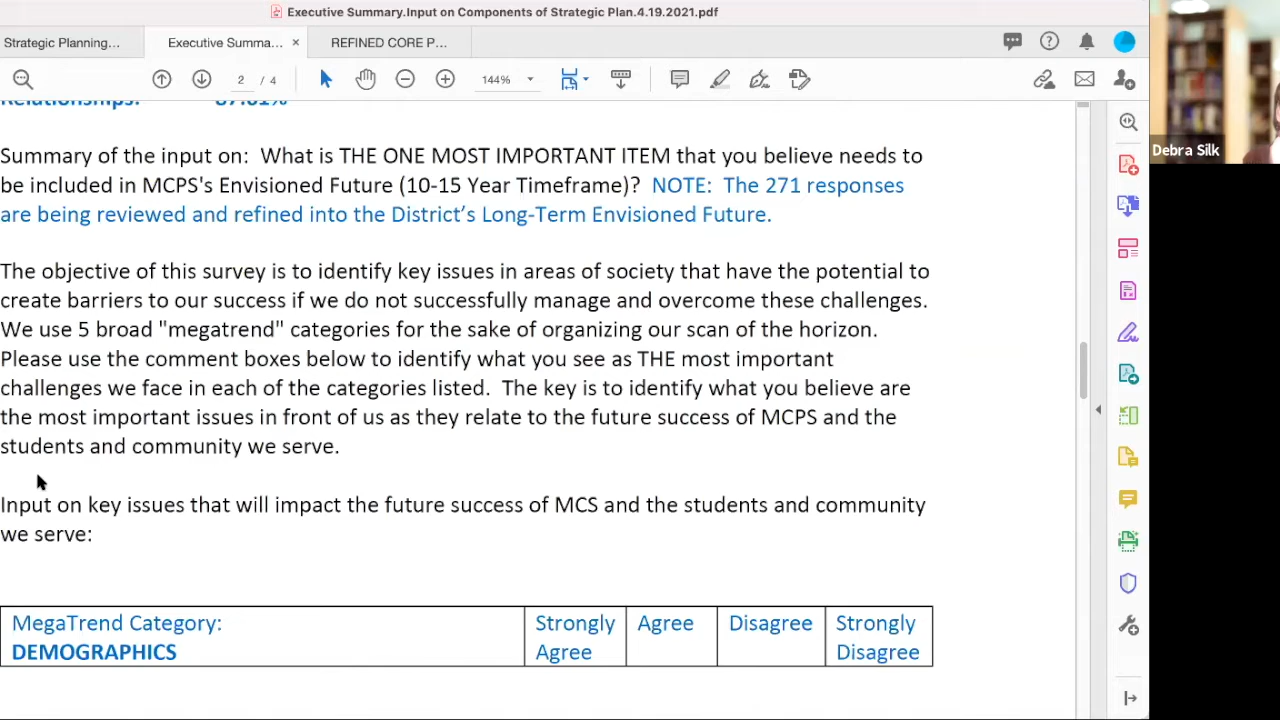 Executive Summary.Input on Components of Strategic Plan.4.19.2021.pdf
Strategic Planning...
Executive Summa...
REFINED CORE P...
2 / 4
144%
Relationships: 87.81%
Summary of the input on: What is THE ONE MOST IMPORTANT ITEM that you believe needs to
be included in MCPS's Envisioned Future (10-15 Year Timeframe)? NOTE: The 271 responses
are being reviewed and refined into the District’s Long-Term Envisioned Future.
The objective of this survey is to identify key issues in areas of society that have the potential to
create barriers to our success if we do not successfully manage and overcome these challenges.
We use 5 broad "megatrend" categories for the sake of organizing our scan of the horizon.
Please use the comment boxes below to identify what you see as THE most important
challenges we face in each of the categories listed. The key is to identify what you believe are
the most important issues in front of us as they relate to the future success of MCPS and the
students and community we serve.
Input on key issues that will impact the future success of MCS and the students and community
we serve:
MegaTrend Category:
DEMOGRAPHICS
Strongly
Agree
Agree
Disagree
Strongly
Disagree
Debra Silk